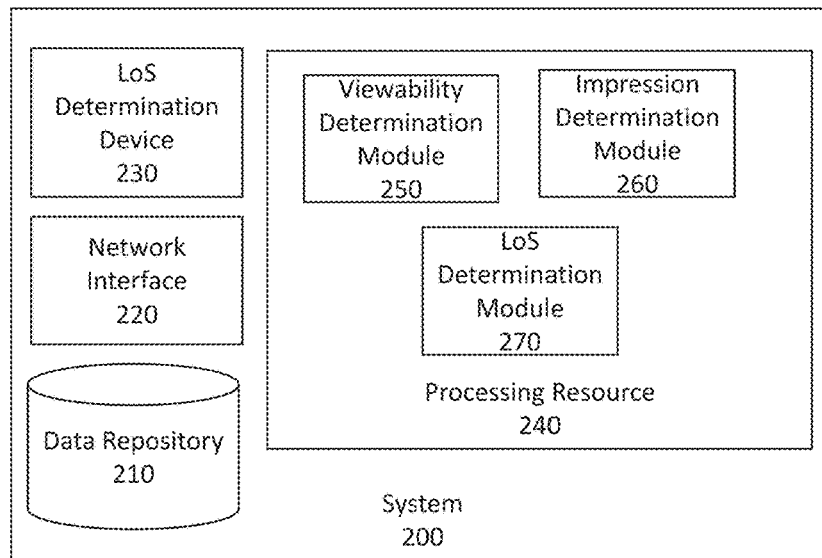 LoS
Determination
Device
230
Network
Interface
220
Data Repository
210
Viewability
Determination
Module
250
Impression
Determination
Module
260
LoS
Determination
Module
270
Processing Resource
240
System
200